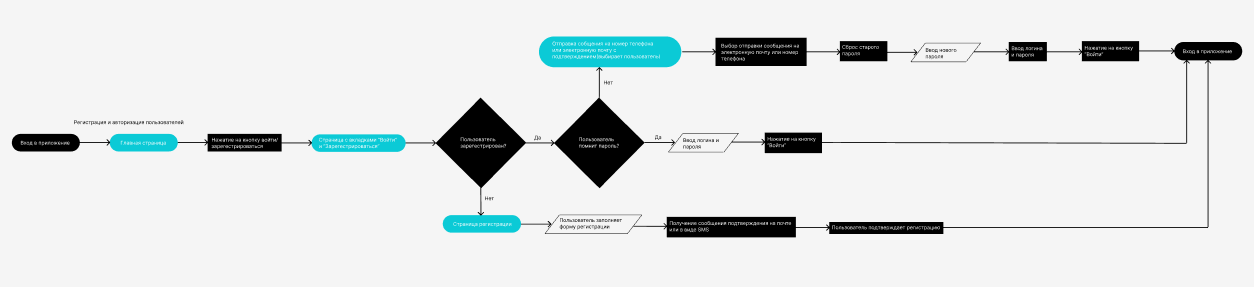 Регистрация и авторизация пользователей
Вход в приложение
Главная страница
Нажатие на кнопку войти/
зарегестрироваться
Страница с вкладками "Войти"
и "Зарегестрироваться"
Пользователь
зарегестрирован?
Да
Нет
Пользователь
помнит пароль?
Нет
Да
Отправка собщения на номер телефона
или электронную почту с
подтверждением(выбирает пользователь)
Выбор отправки сообщения на
электронную почту или номер
телефона
Сброс старого
пароля
Ввод нового
пароля
Ввод логина
и пароля
Нажатие на кнопку
"Войти"
Вход в приложение
Ввод логина и
пароля
Нажатие на кнопку
"Войти"
Страница регистрации
Пользователь заполняет
форму регистрации
Получение сообщения подтверждения на почте
или в виде SMS
Пользователь подтверждает регистрацию